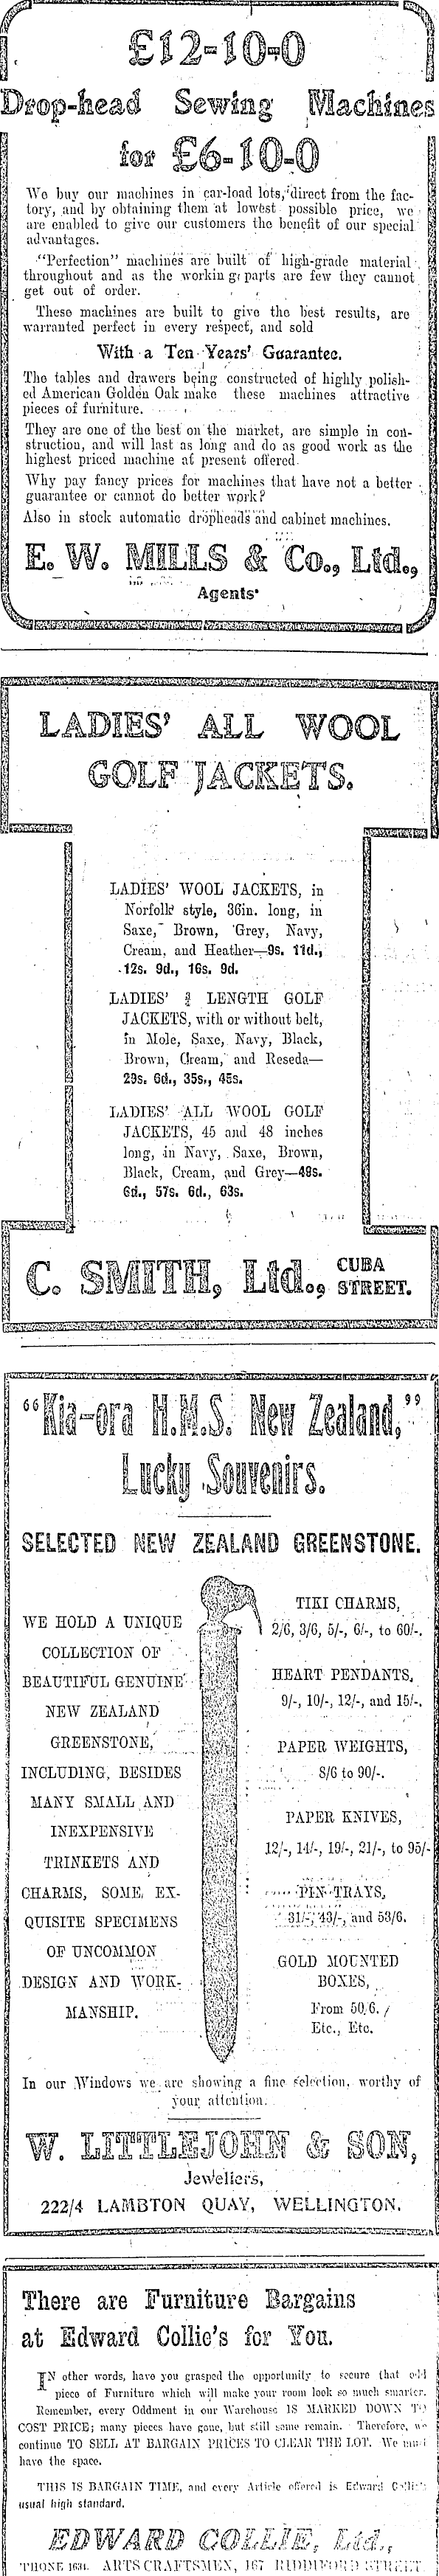 £12-10-0
Drop-head Sewing Machines
for £6-10-0
We buy our machines in car-load lots, direct from the fac-
tory, and by obtaining them at lowest possible price, we
are enabled to give our customers the benefit of our special
advantages.
"Perfection" machines are built of high-grade material
throughout and as the working parts are few they cannot
get out of order.
These machines are built to give the best results, are
warranted perfect in every respect, and sold
With a Ten Years' Guarantee.
The tables and drawers being constructed of highly polish-
ed American Golden Oak make these machines attractive
pieces of furniture.
They are one of the best on the market, are simple in con-
struction, and will last as long and do as good work as the
highest priced machine at present offered.
Why pay fancy prices for machines that have not a better
guarantee or cannot do better work?
Also in stock automatic dropheads and cabinet machines.
E. W. MILLS & Co., Ltd.,
Agents
LADIES' ALL WOOL
GOLF JACKETS.
LADIES' WOOL JACKETS, in
Norfolk style, 36in. long, in
Saxe, Brown, Grey, Navy,
Cream, and Heather—9s. 11d.,
12s. 9d., 16s. 9d.
LADIES' ¾ LENGTH GOLF
JACKETS, with or without belt,
in Mole, Saxe, Navy, Black,
Brown, Cream, and Reseda—
29s. 6d., 35s., 45s.
LADIES' ALL WOOL GOLF
JACKETS, 45 and 48 inches
long, in Navy, Saxe, Brown,
Black, Cream, and Grey—49s.
6d., 57s. 6d., 63s.
C. SMITH, Ltd., CUBA
STREET.
"Kia-ora H.M.S. New Zealand,"
Lucky Souvenirs.
SELECTED NEW ZEALAND GREENSTONE.
WE HOLD A UNIQUE
COLLECTION OF
BEAUTIFUL GENUINE
NEW ZEALAND
GREENSTONE,
INCLUDING, BESIDES
MANY SMALL AND
INEXPENSIVE
TRINKETS AND
CHARMS, SOME EX-
QUISITE SPECIMENS
OF UNCOMMON
DESIGN AND WORK-
MANSHIP.
TIKI CHARMS,
2/6, 3/6, 5/-, 6/-, to 60/-.
HEART PENDANTS,
9/-, 10/-, 12/-, and 15/-.
PAPER WEIGHTS,
8/6 to 90/-.
PAPER KNIVES,
12/-, 14/-, 19/-, 21/-, to 95/-
PIN TRAYS,
31/-, 43/-, and 53/6.
GOLD MOUNTED
BOXES,
From 50/6.
Etc., Etc.
In our Windows we are showing a fine selection, worthy of
your attention.
W. LITTLEJOHN & SON,
Jewellers,
222/4 LAMBTON QUAY, WELLINGTON.
There are Furniture Bargains
at Edward Collie's for You.
IN other words, have you grasped the opportunity to secure that odd
piece of Furniture which will make your room look so much smarter.
Remember, every Oddment in our Warehouse IS MARKED DOWN TO
COST PRICE; many pieces have gone, but still some remain. Therefore, we
continue TO SELL AT BARGAIN PRICES TO CLEAR THE LOT. We must
have the space.
THIS IS BARGAIN TIME, and every Article offered is Edward Collie's
usual high standard.
EDWARD COLLIE, Ltd.,
'PHONE 1634. ARTS CRAFTSMEN, 167 RIDDIFORD STREET